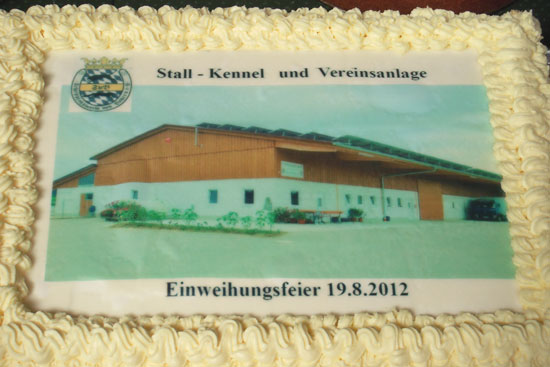 Stall - Kennel und Vereinsanlage
Einweihungsfeier 19.8.2012